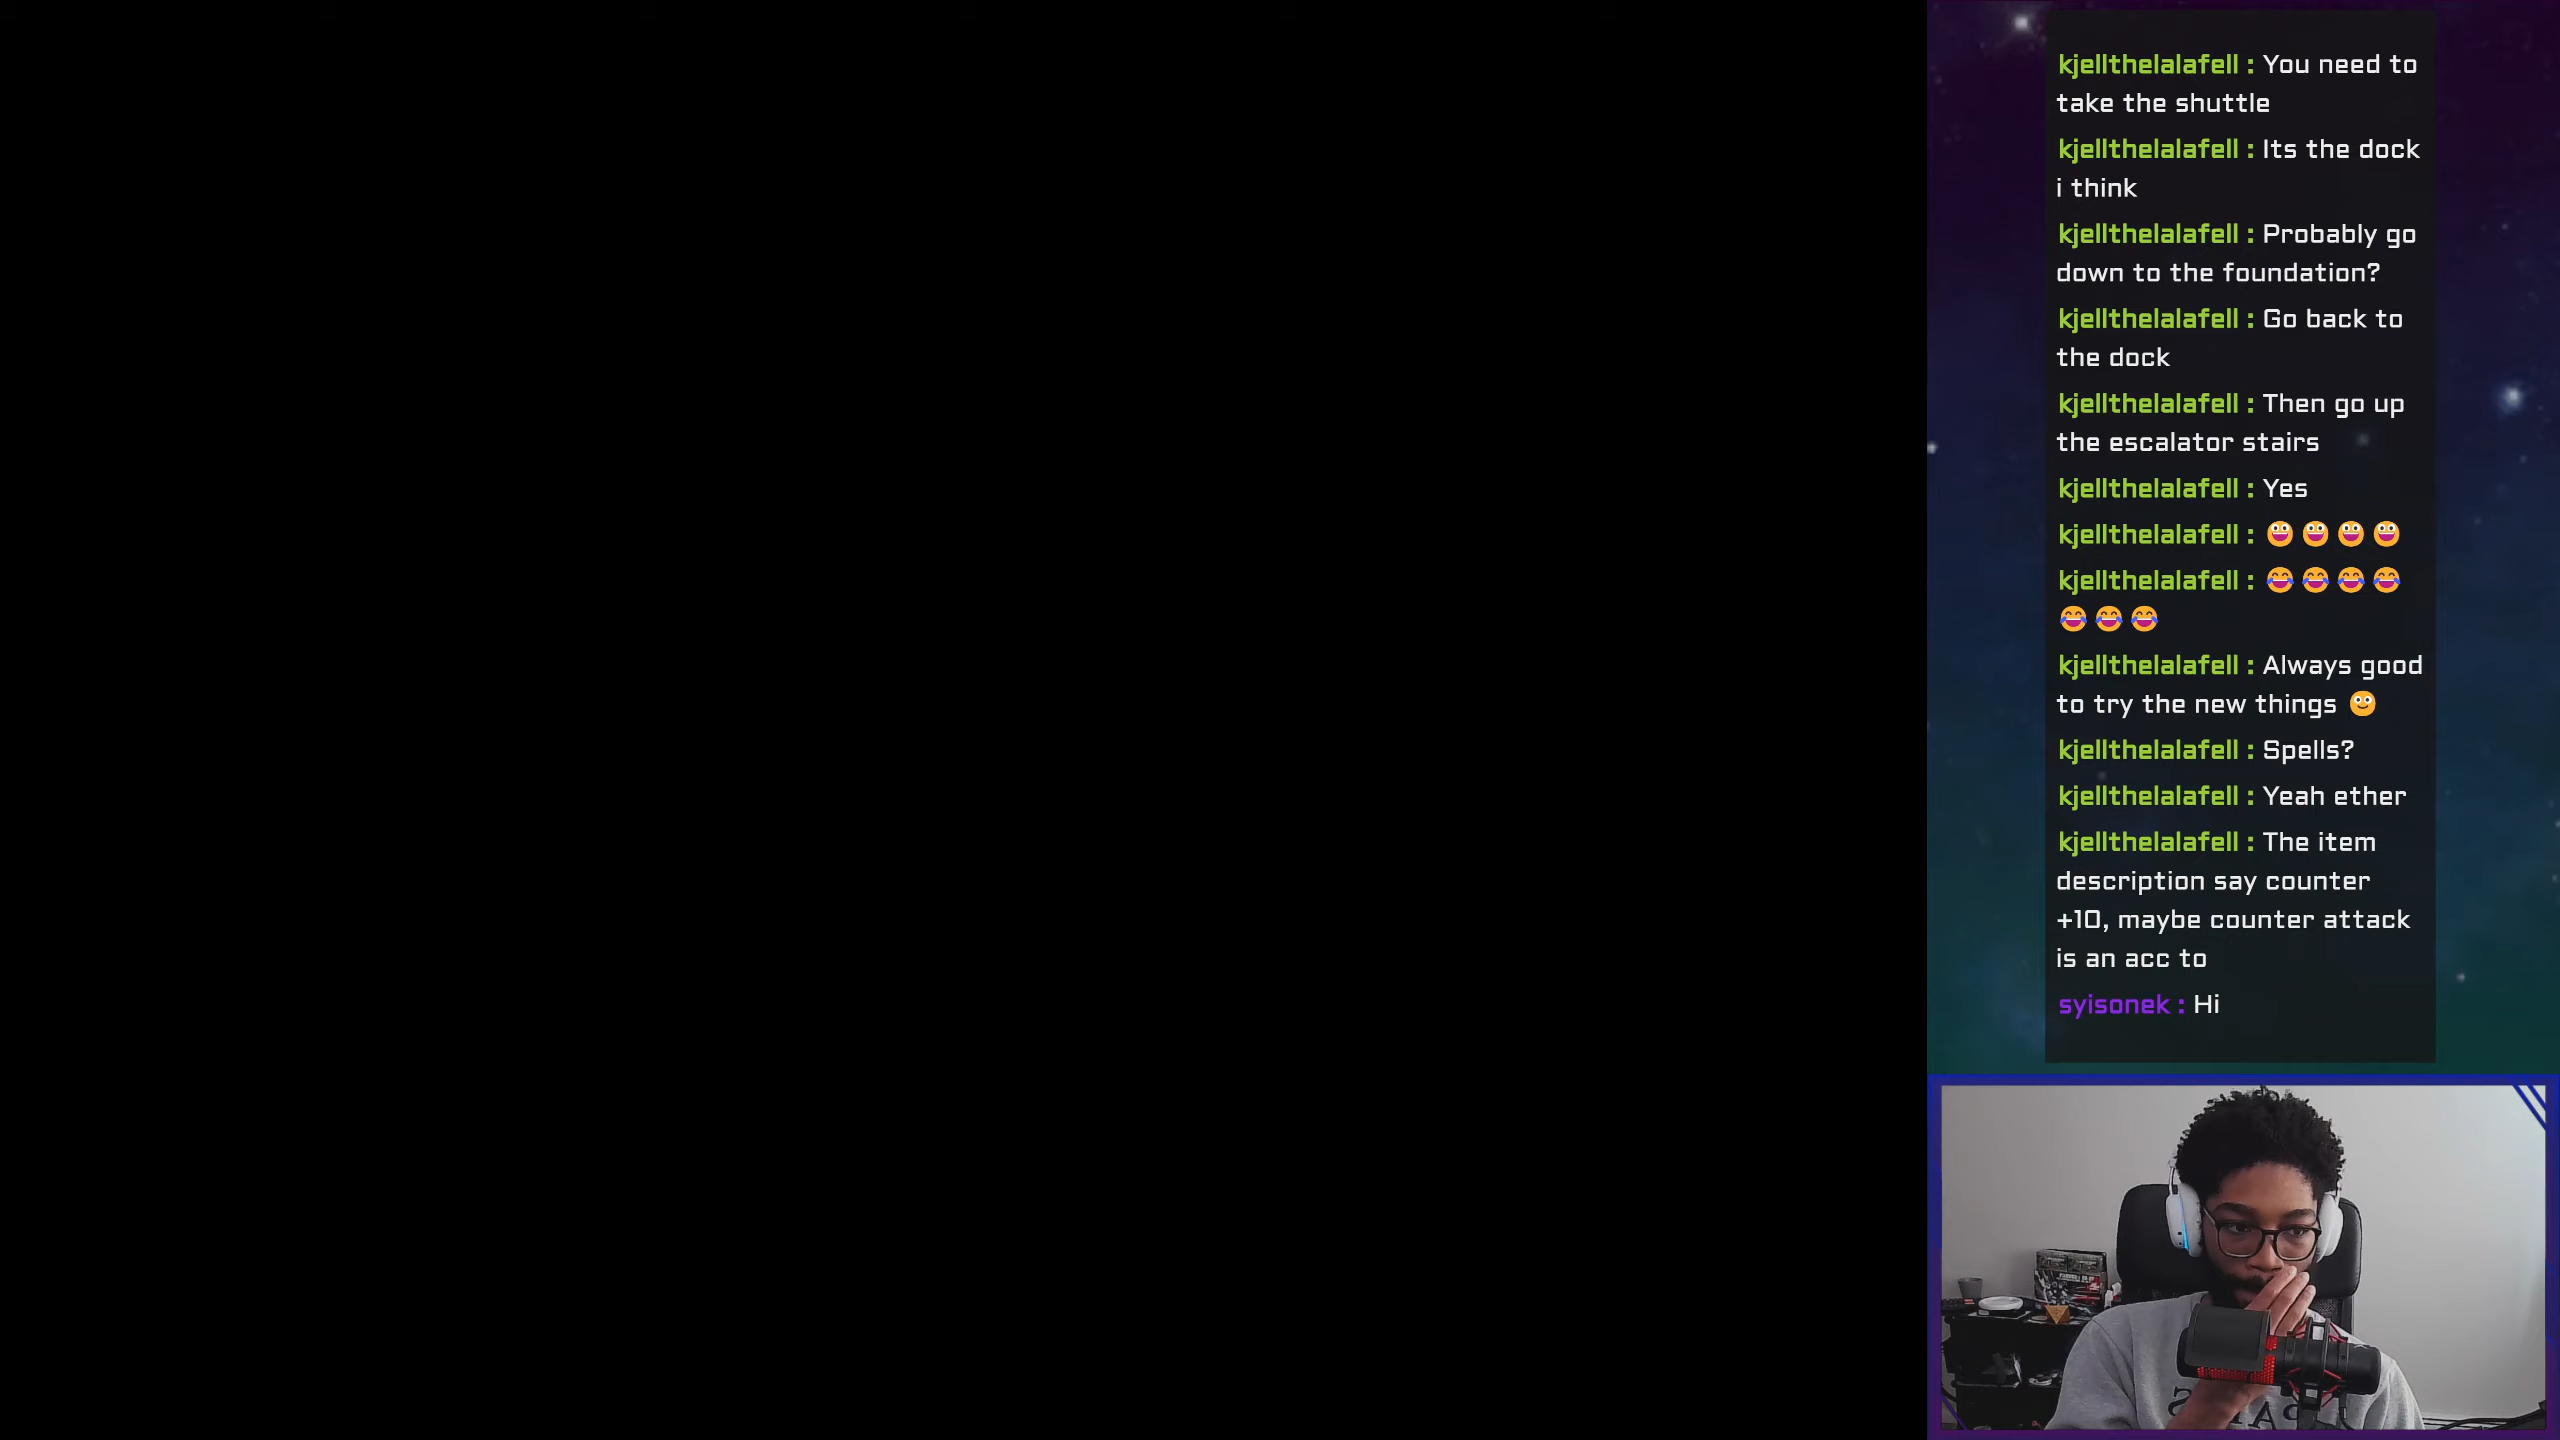 kjellthelalafell : You need to
take the shuttle
kjellthelalafell : Its the dock
i think
kjellthelalafell : Probably go
down to the foundation?
kjellthelalafell : Go back to
the dock
kjellthelalafell : Then go up
the escalator stairs
kjellthelalafell : Yes
kjellthelalafell :
kjellthelalafell :
kjellthelalafell : Always good
to try the new things
kjellthelalafell : Spells?
kjellthelalafell : Yeah ether
kjellthelalafell : The item
description say counter
+10, maybe counter attack
is an acc to
syisonek : Hi